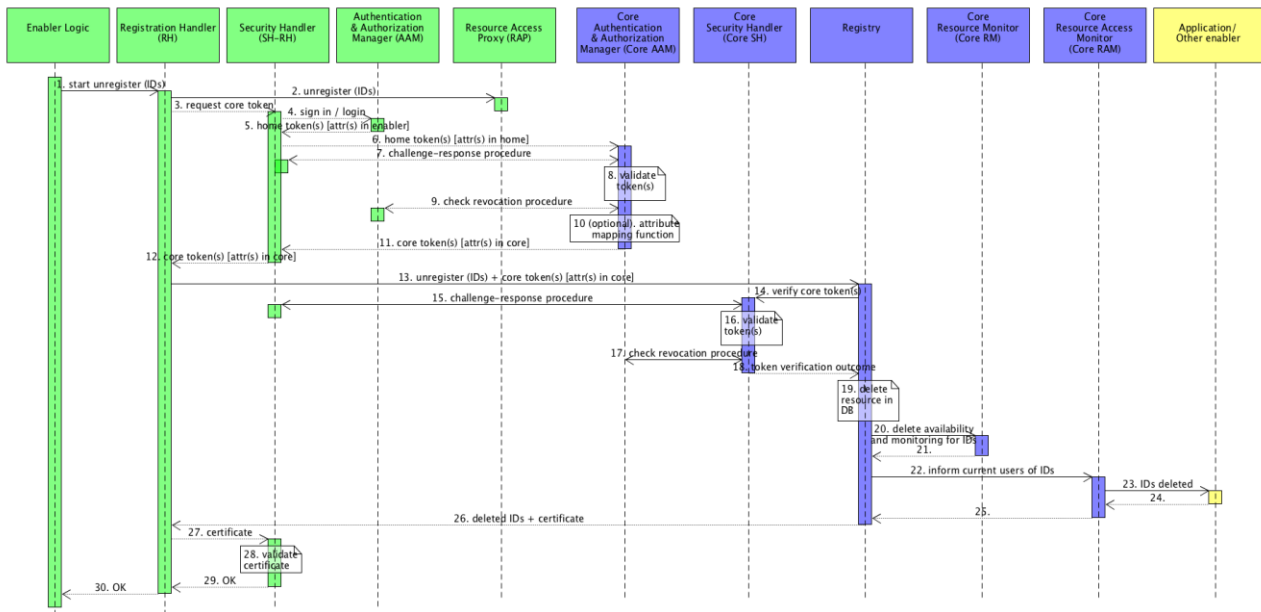 Enabler Logic
Registration Handler
(RH)
Security Handler
(SH-RH)
Authentication
& Authorization
Manager (AAM)
Resource Access
Proxy (RAP)
Core
Authentication
& Authorization
Manager (Core AAM)
Core
Security Handler
(Core SH)
Registry
Core
Resource Monitor
(Core RM)
Core
Resource Access
Monitor
(Core RAM)
Application/
Other enabler
1. start unregister (IDs)
2. unregister (IDs)
3. request core token
4. sign in / login
5. home token(s) [attr(s) in enabler]
6. home token(s) [attr(s) in home]
7. challenge-response procedure
8. validate
token(s)
9. check revocation procedure
10 (optional). attribute
mapping function
11. core token(s) [attr(s) in core]
12. core token(s) [attr(s) in core]
13. unregister (IDs) + core token(s) [attr(s) in core]
14. verify core token(s)
15. challenge-response procedure
16. validate
token(s)
17. check revocation procedure
18. token verification outcome
19. delete
resource in
DB
20. delete availability
and monitoring for IDs
21.
22. inform current users of IDs
23. IDs deleted
24.
25.
26. deleted IDs + certificate
27. certificate
28. validate
certificate
29. OK
30. OK